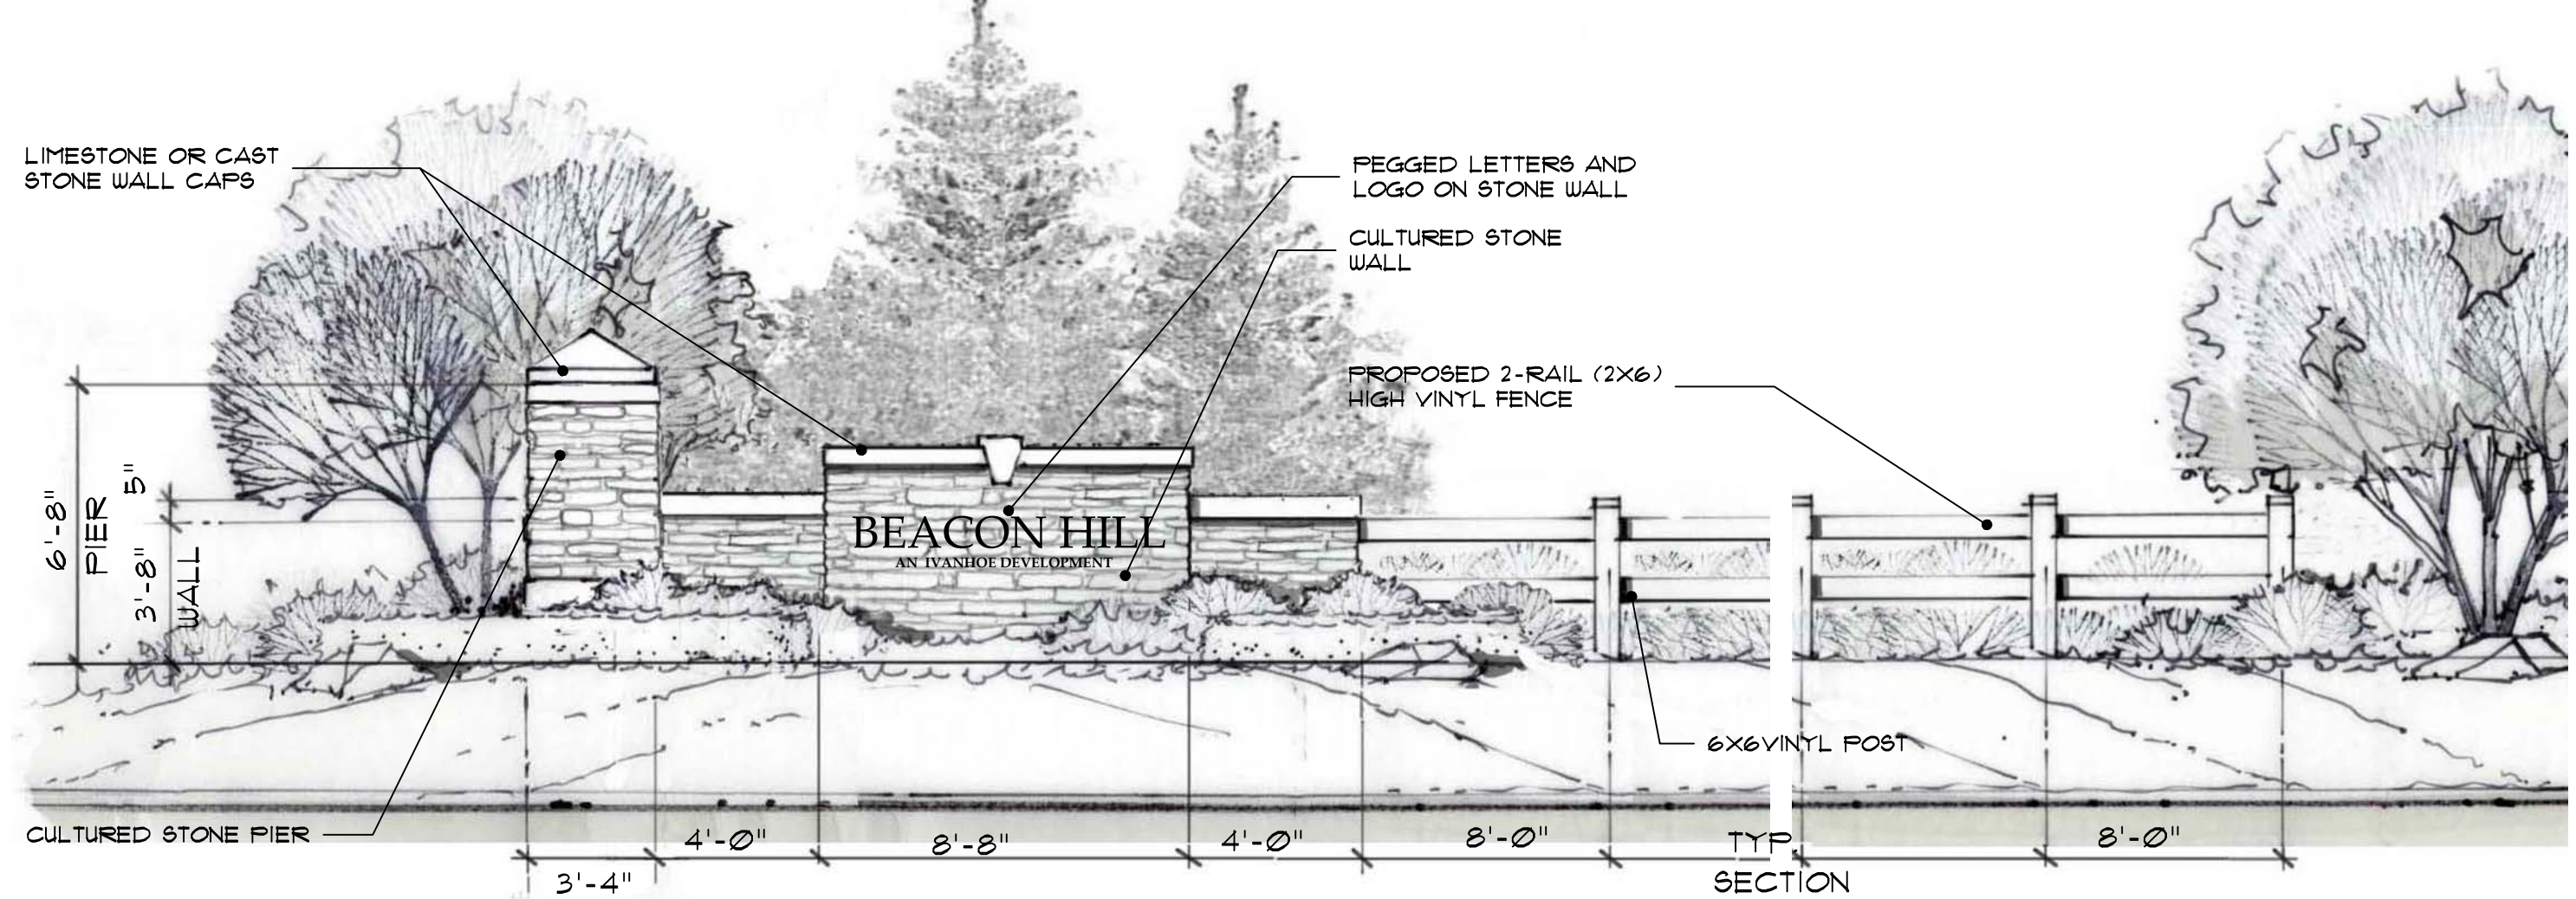 LIMESTONE OR CAST
STONE WALL CAPS
PEGGED LETTERS AND
LOGO ON STONE WALL
CULTURED STONE
WALL
PROPOSED 2-RAIL (2X6)
HIGH VINYL FENCE
6'-8"
PIER
5"
3'-8"
WALL
BEACON HILL
AN IVANHOE DEVELOPMENT
6X6VINYL POST
CULTURED STONE PIER
4'-0"
8'-8"
4'-0"
8'-0"
TYP
8'-0"
3'-4"
SECTION